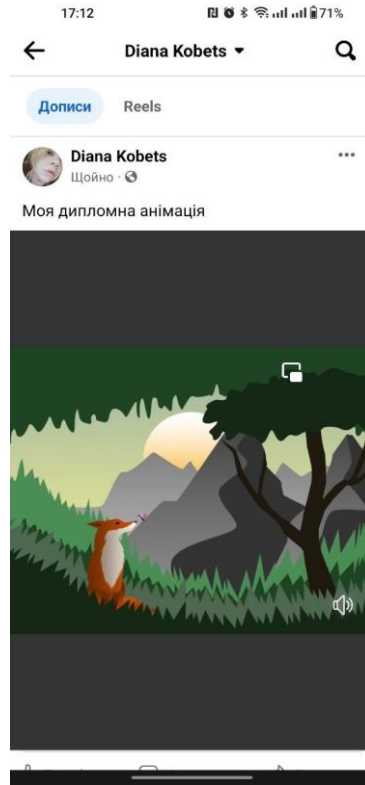 17:12
71%
Diana Kobets
Дописи Reels
Diana Kobets
Щойно ·
Моя дипломна анімація